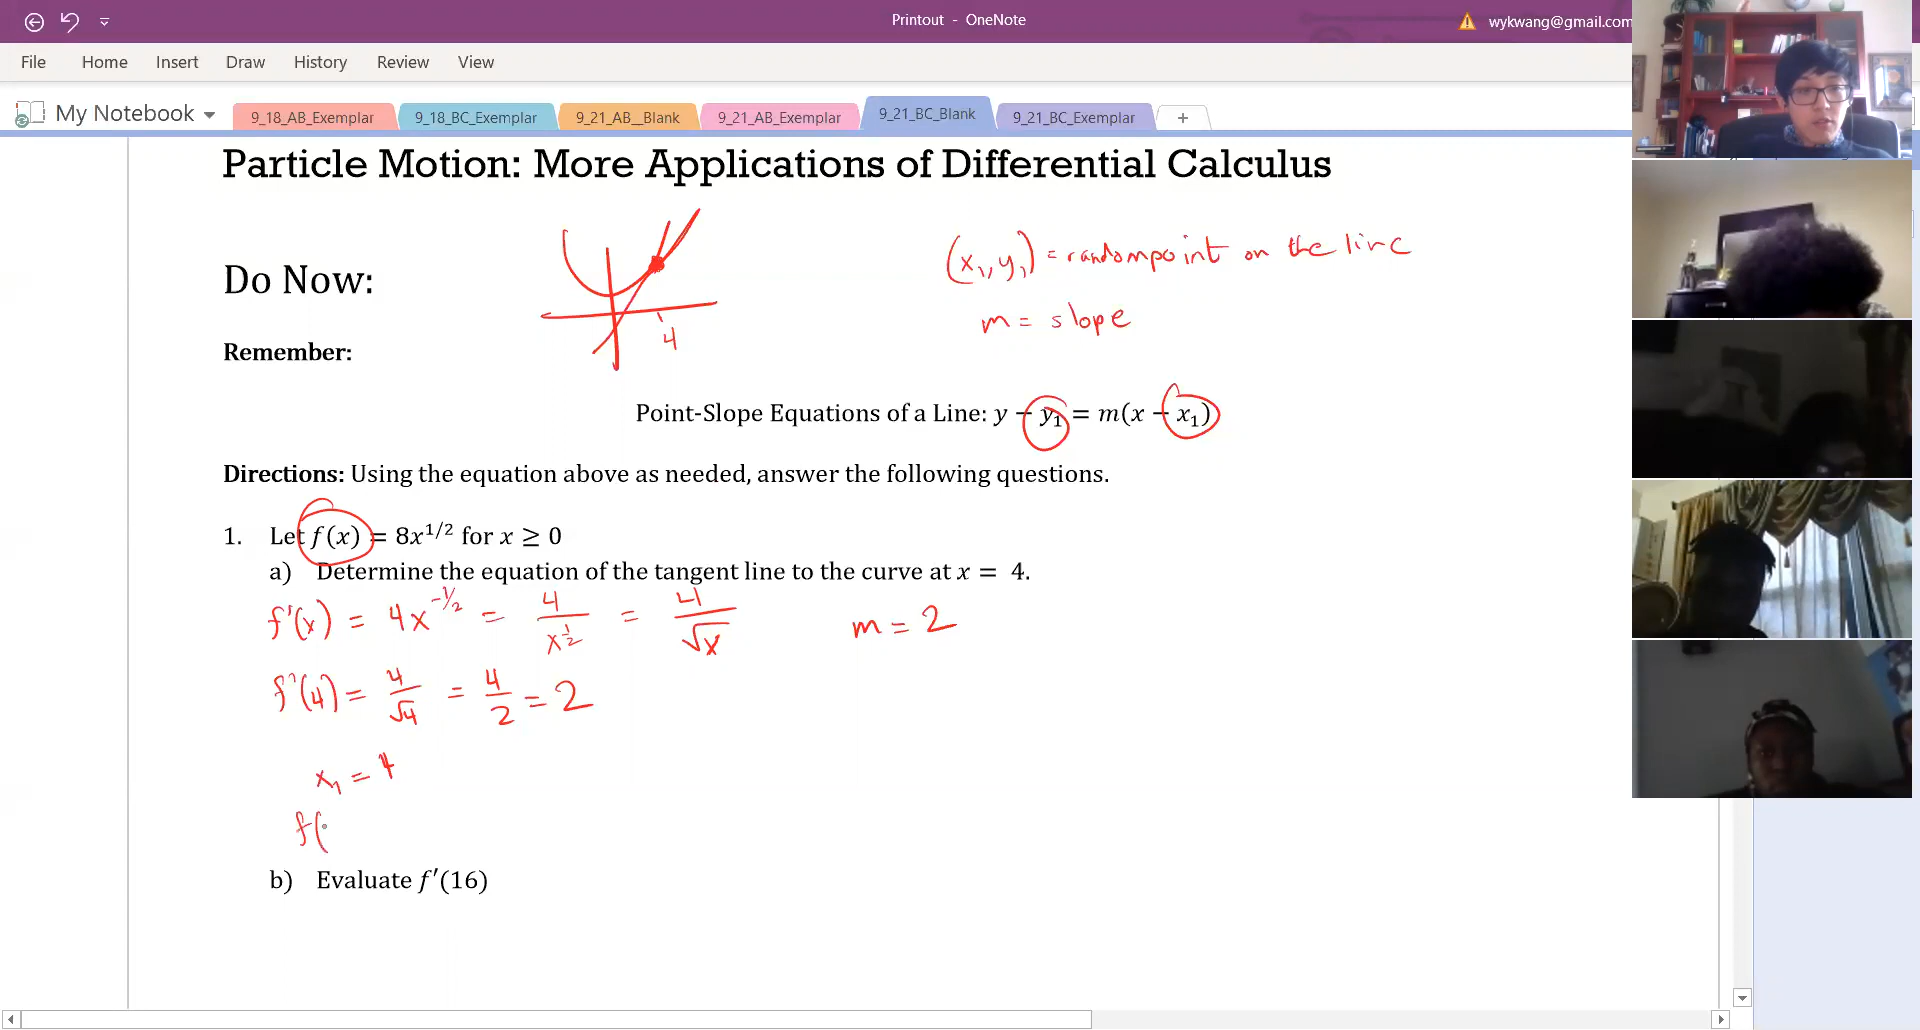 Printout - OneNote
wykwang@gmail.com
File Home Insert Draw History Review View
My Notebook 9_18_AB_Exemplar 9_18_BC_Exemplar 9_21_AB__Blank 9_21_AB_Exemplar 9_21_BC_Blank 9_21_BC_Exemplar +
Particle Motion: More Applications of Differential Calculus
(x₁, y₁) = random point on the line
Do Now:
m = slope
4
Remember:
Point-Slope Equations of a Line: y − y₁ = m(x − x₁)
Directions: Using the equation above as needed, answer the following questions.
1. Let f(x) = 8x^{1/2} for x ≥ 0
a) Determine the equation of the tangent line to the curve at x = 4.
f'(x) = 4x^{-1/2} = 4/x^{1/2} = 4/√x m = 2
f'(4) = 4/√4 = 4/2 = 2
x₁ = 4
f(
b) Evaluate f′(16)